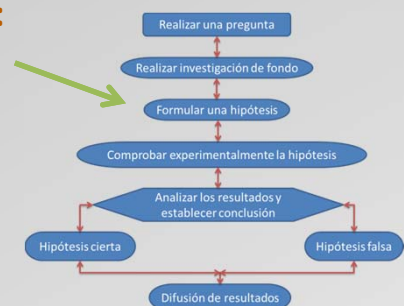 :
Realizar una pregunta
Realizar investigación de fondo
Formular una hipótesis
Comprobar experimentalmente la hipótesis
Analizar los resultados y
establecer conclusión
Hipótesis cierta
Hipótesis falsa
Difusión de resultados